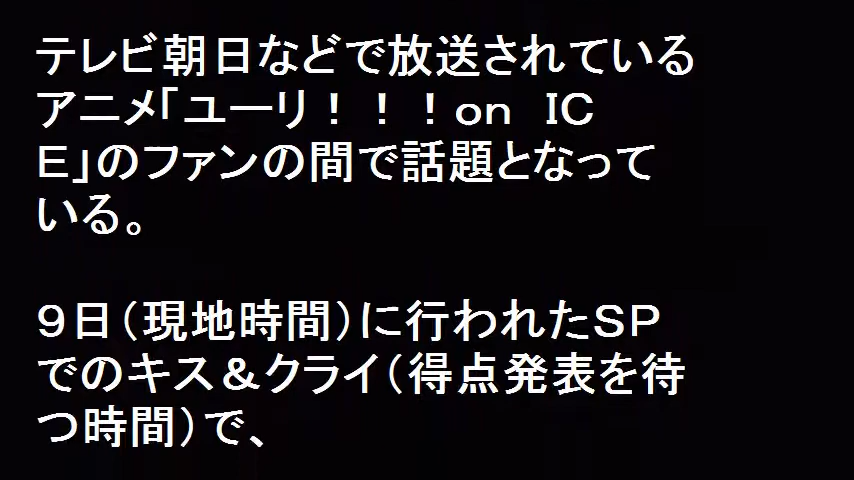 テレビ朝日などで放送されている
アニメ「ユーリ！！！on　IC
E」のファンの間で話題となって
いる。
９日（現地時間）に行われたSP
でのキス＆クライ（得点発表を待
つ時間）で、